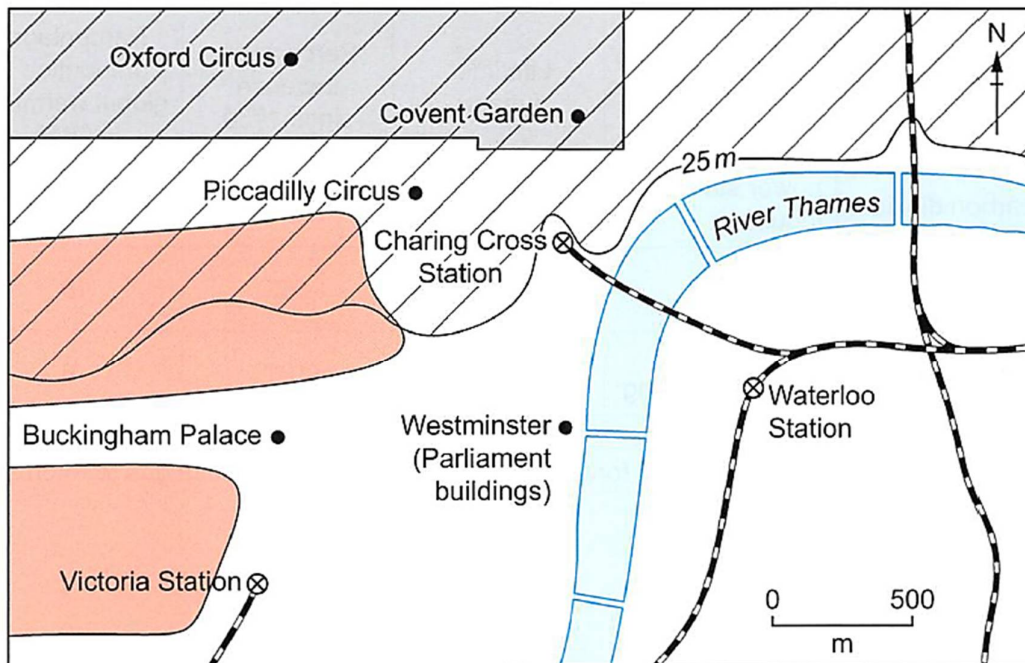 Oxford Circus
N
Covent Garden
25 m
Piccadilly Circus
River Thames
Charing Cross
Station
Waterloo
Station
Westminster
(Parliament
buildings)
Buckingham Palace
Victoria Station
0 500
m